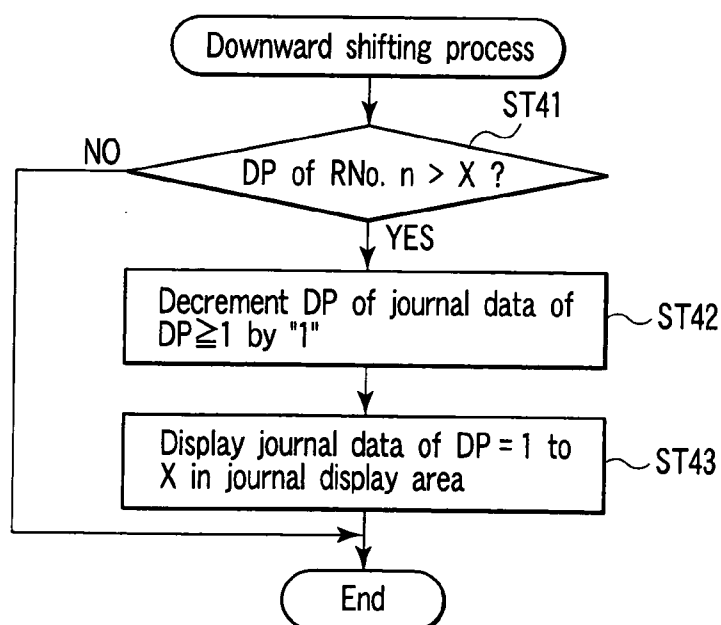 Downward shifting process
ST41
NO
DP of RNo. n > X ?
YES
Decrement DP of journal data of
DP≧1 by "1"
ST42
Display journal data of DP = 1 to
X in journal display area
ST43
End